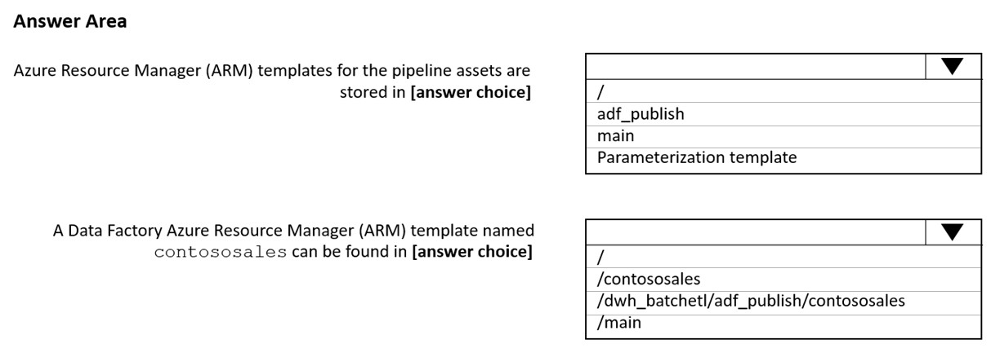 Answer Area
Azure Resource Manager (ARM) templates for the pipeline assets are
stored in [answer choice]
/
adf_publish
main
Parameterization template
A Data Factory Azure Resource Manager (ARM) template named
contososales can be found in [answer choice]
/
/contososales
/dwh_batchetl/adf_publish/contososales
/main